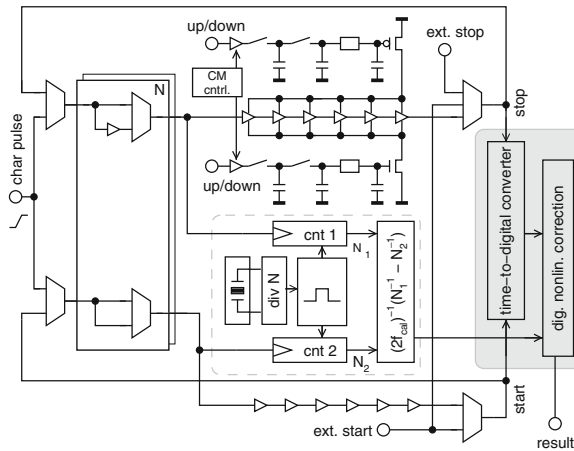 up/down
ext. stop
CM
cntrl.
N
char pulse
stop
up/down
cnt 1
N1
div N
(2fcal)⁻¹(N1⁻¹ − N2⁻¹)
cnt 2
N2
time−to−digital converter
dig. nonlin. correction
start
ext. start
result